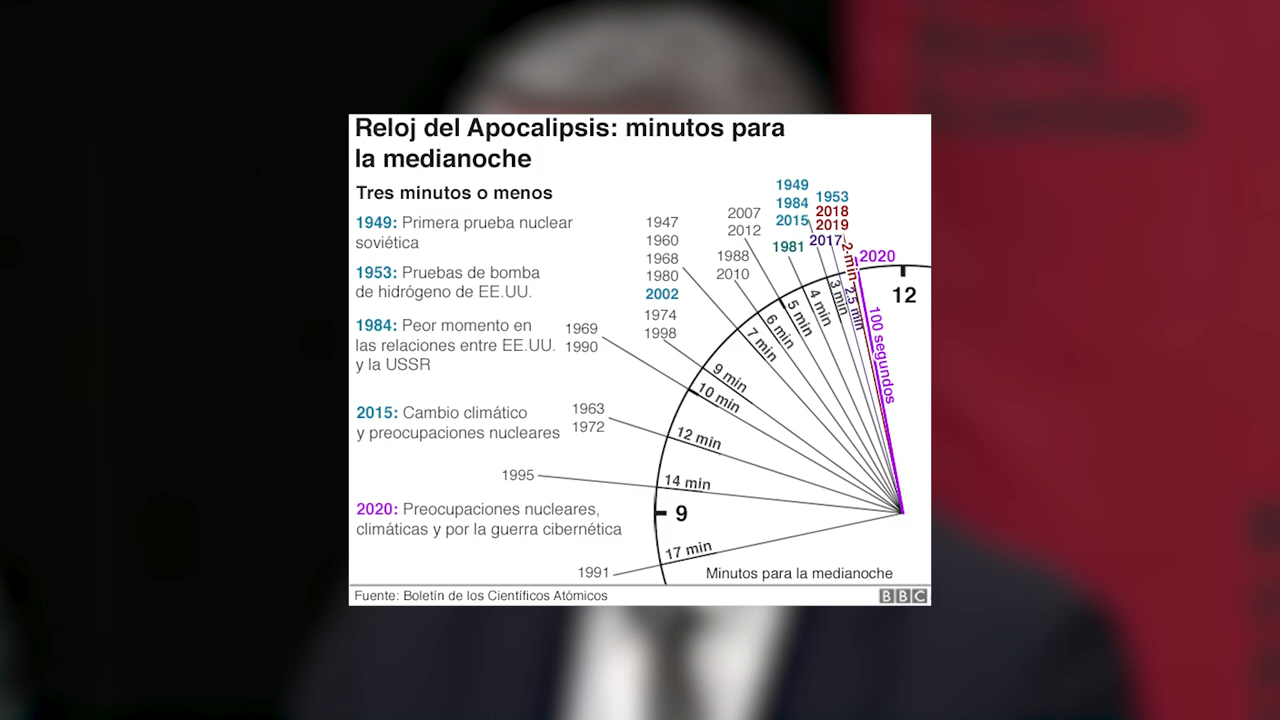 Reloj del Apocalipsis: minutos para
la medianoche
Tres minutos o menos
1949: Primera prueba nuclear
soviética
1953: Pruebas de bomba
de hidrógeno de EE.UU.
1984: Peor momento en
las relaciones entre EE.UU.
y la USSR
2015: Cambio climático
y preocupaciones nucleares
2020: Preocupaciones nucleares,
climáticas y por la guerra cibernética
1947
1960
1968
1980
2002
1974
1998
1969
1990
1963
1972
1995
1991
2007
2012
1988
2010
1949
1984
2015
1981
1953
2018
2019
2017
2020
12
100 segundos
2-min
2.5 min
3 min
4 min
5 min
6 min
7 min
9 min
10 min
12 min
14 min
9
17 min
Minutos para la medianoche
Fuente: Boletín de los Científicos Atómicos
BBC